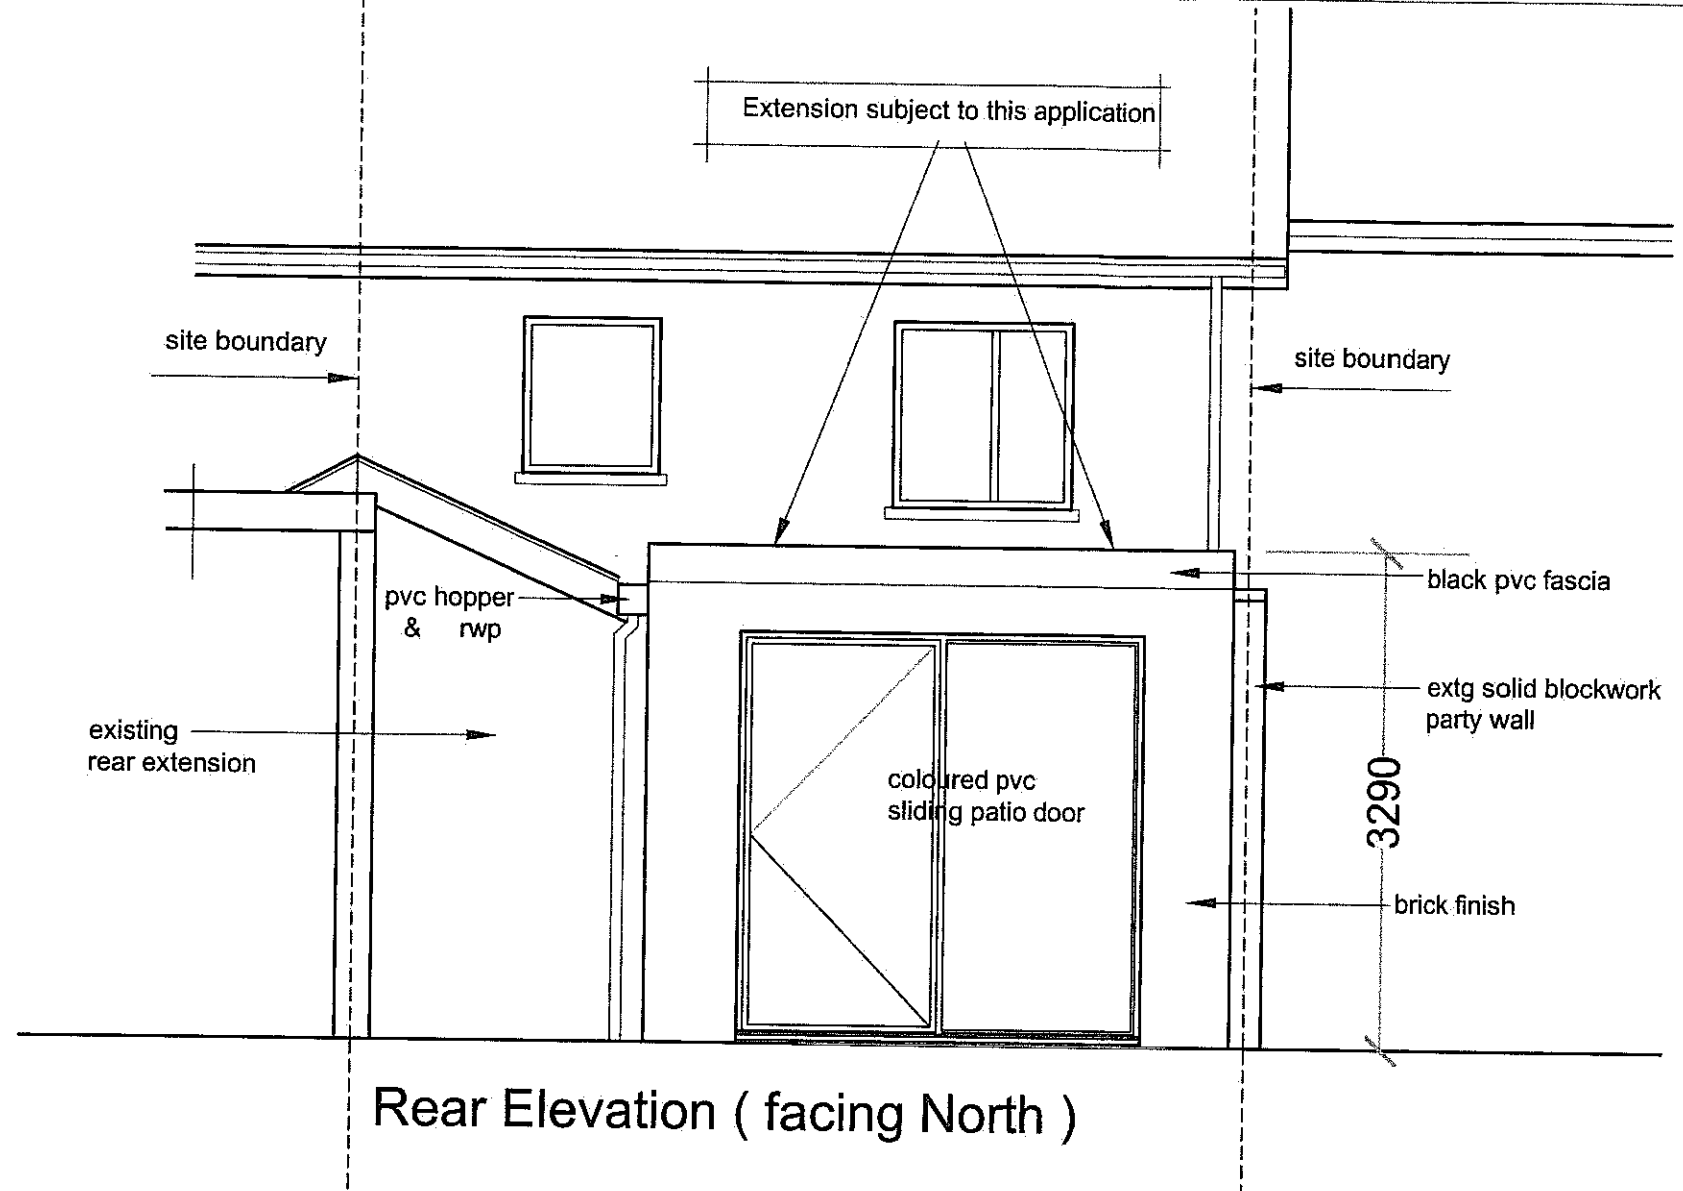 Extension subject to this application
site boundary
site boundary
pvc hopper
& rwp
black pvc fascia
extg solid blockwork
party wall
existing
rear extension
coloured pvc
sliding patio door
3290
brick finish
Rear Elevation ( facing North )